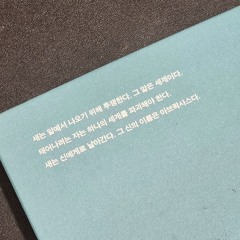 새는 알에서 나오기 위해 투쟁한다. 그 알은 세계이다.
태어나려는 자는 하나의 세계를 파괴해야 한다.
새는 신에게로 날아간다. 그 신의 이름은 아브락사스다.